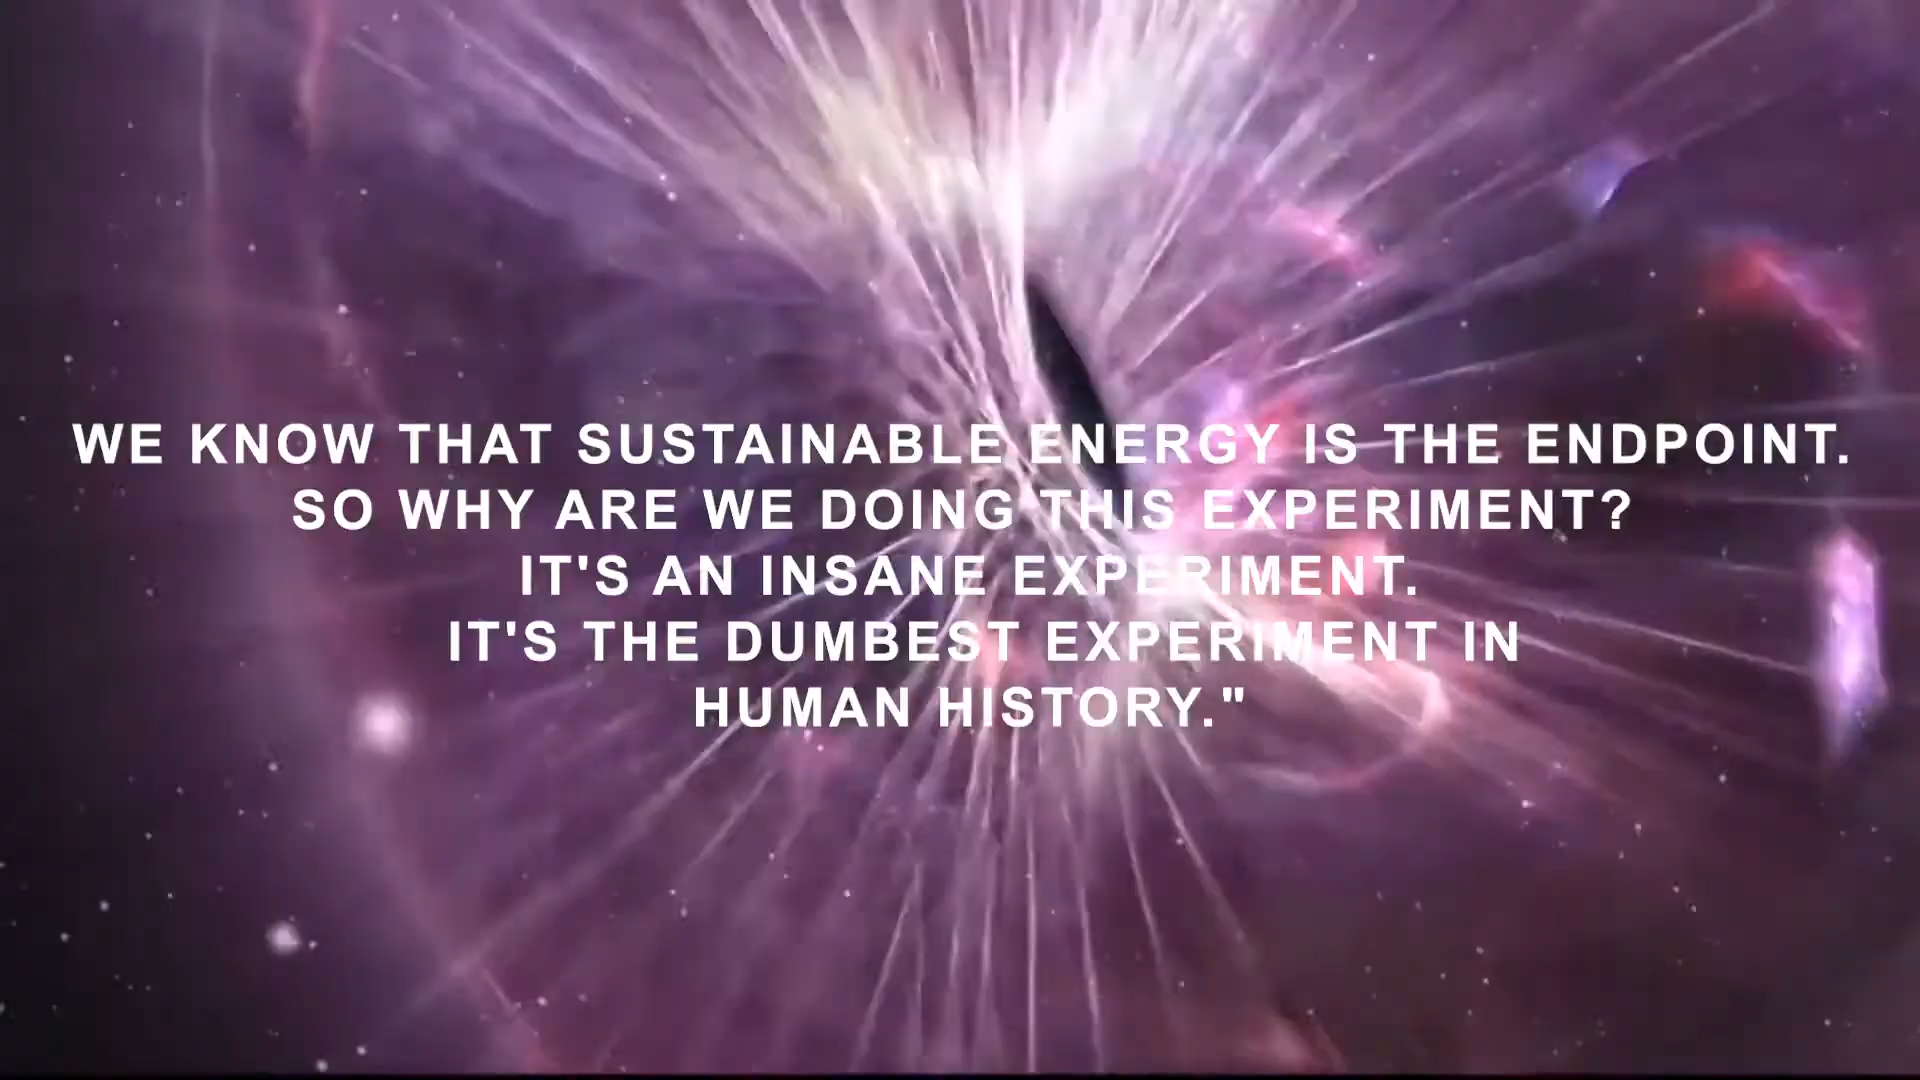 WE KNOW THAT SUSTAINABLE ENERGY IS THE ENDPOINT.
SO WHY ARE WE DOING THIS EXPERIMENT?
IT'S AN INSANE EXPERIMENT.
IT'S THE DUMBEST EXPERIMENT IN
HUMAN HISTORY."